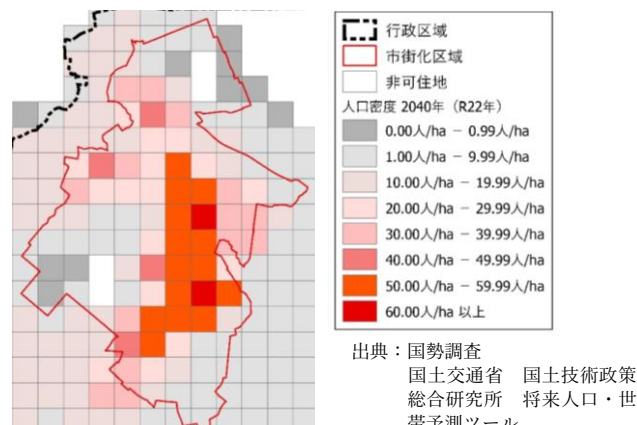 行政区域
市街化区域
非可住地
人口密度 2040年（R22年）
0.00人/ha － 0.99人/ha
1.00人/ha － 9.99人/ha
10.00人/ha － 19.99人/ha
20.00人/ha － 29.99人/ha
30.00人/ha － 39.99人/ha
40.00人/ha － 49.99人/ha
50.00人/ha － 59.99人/ha
60.00人/ha 以上
出典：国勢調査
国土交通省　国土技術政策
総合研究所　将来人口・世
帯予測ツール